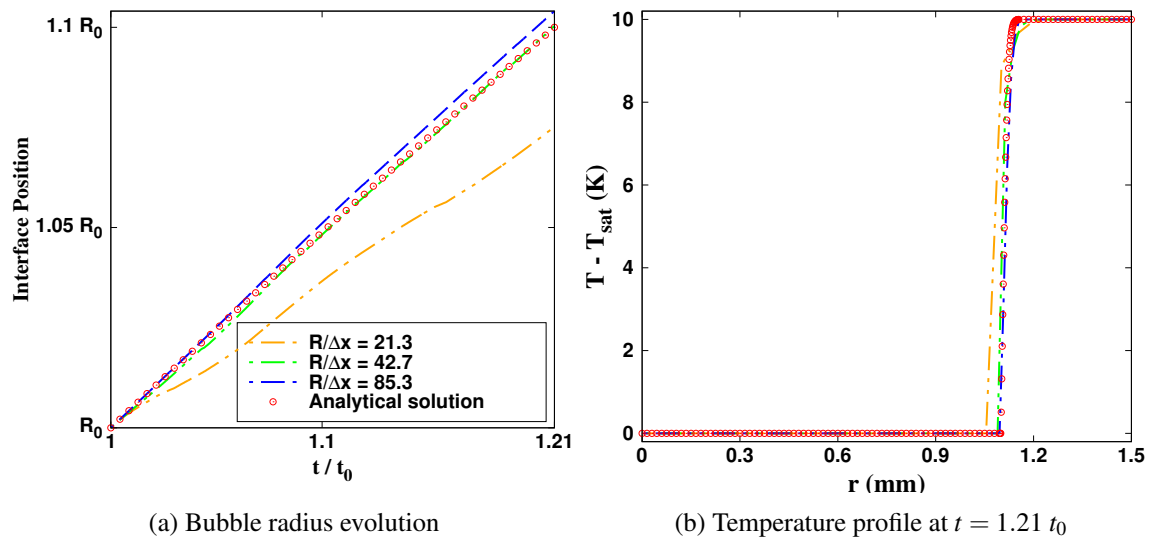 1.1 R₀
1.05 R₀
R₀
Interface Position
R/Δx = 21.3
R/Δx = 42.7
R/Δx = 85.3
Analytical solution
1 1.1 1.21
t / t₀
(a) Bubble radius evolution
10
8
6
4
2
0
T - Tₛₐₜ (K)
0 0.3 0.6 0.9 1.2 1.5
r (mm)
(b) Temperature profile at t = 1.21 t₀